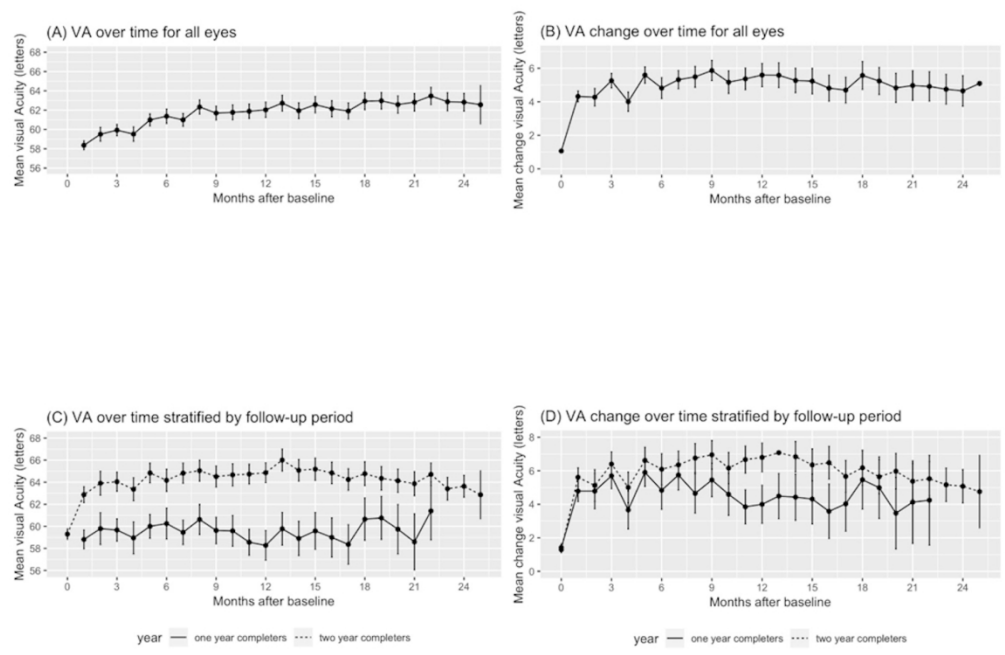 (A) VA over time for all eyes
Mean visual Acuity (letters)
68
66
64
62
60
58
56
0 3 6 9 12 15 18 21 24
Months after baseline
(B) VA change over time for all eyes
Mean change visual Acuity (letters)
6
4
2
0
0 3 6 9 12 15 18 21 24
Months after baseline
(C) VA over time stratified by follow-up period
Mean visual Acuity (letters)
68
66
64
62
60
58
56
0 3 6 9 12 15 18 21 24
Months after baseline
year one year completers two year completers
(D) VA change over time stratified by follow-up period
Mean change visual Acuity (letters)
8
6
4
2
0
0 3 6 9 12 15 18 21 24
Months after baseline
year one year completers two year completers